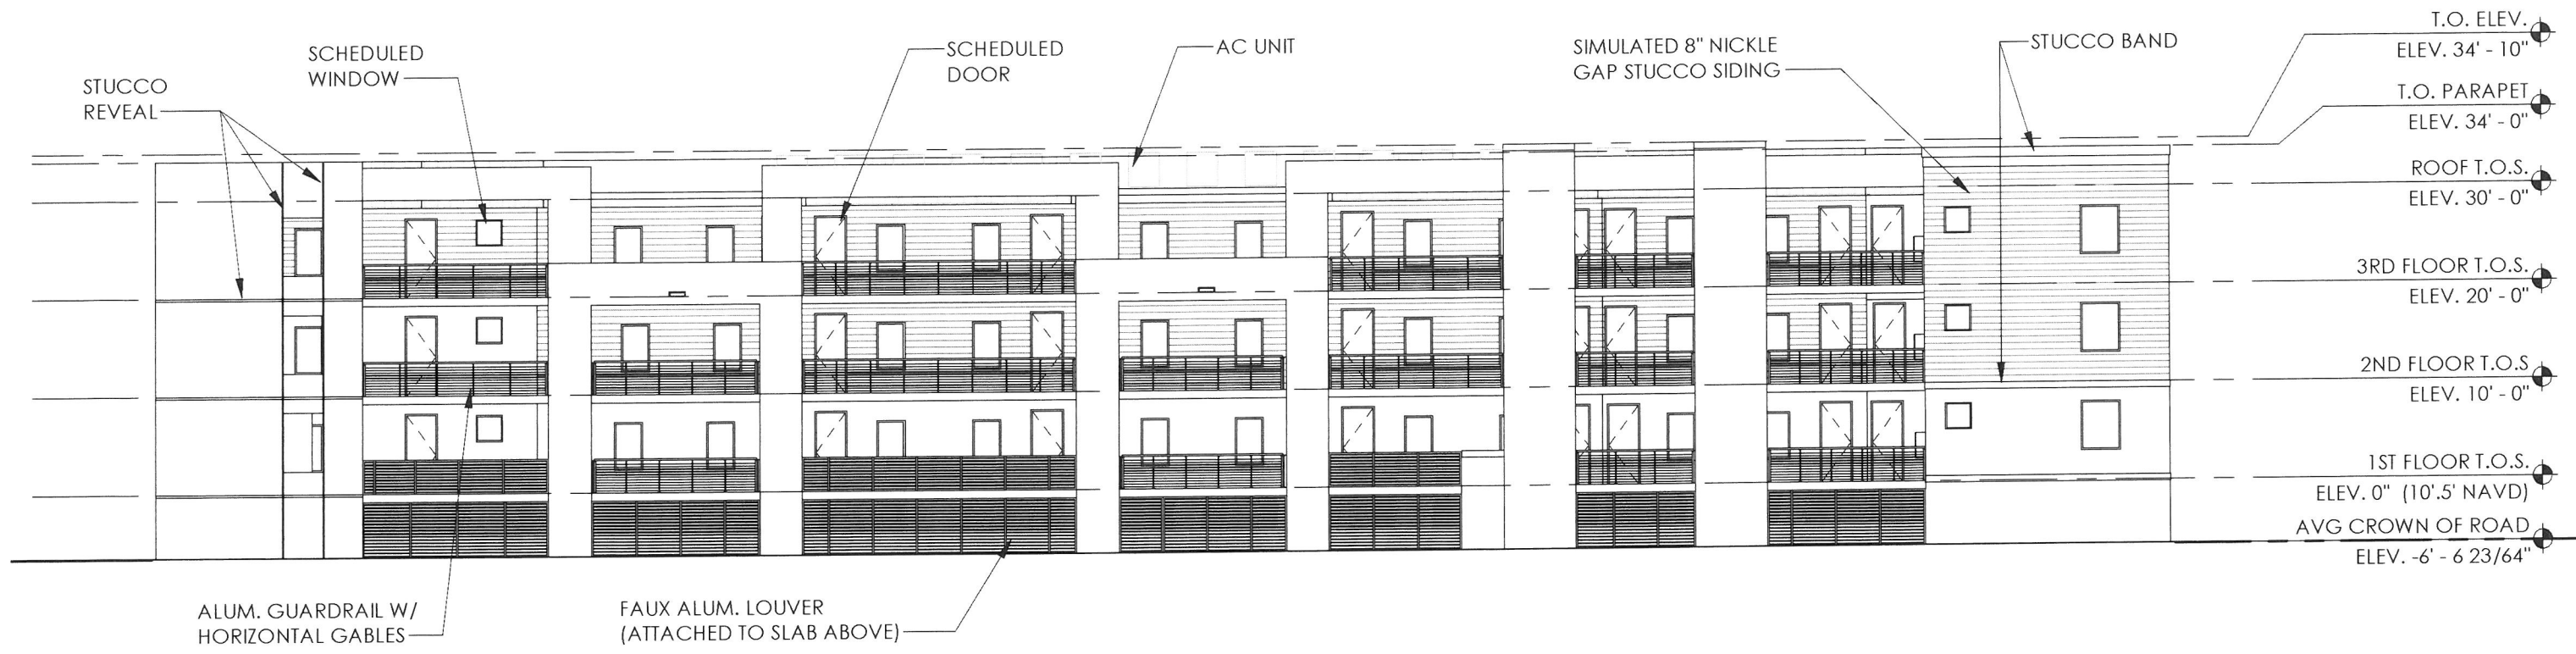 STUCCO
REVEAL
SCHEDULED
WINDOW
SCHEDULED
DOOR
AC UNIT
SIMULATED 8" NICKLE
GAP STUCCO SIDING
STUCCO BAND
T.O. ELEV.
ELEV. 34' - 10"
T.O. PARAPET
ELEV. 34' - 0"
ROOF T.O.S.
ELEV. 30' - 0"
3RD FLOOR T.O.S.
ELEV. 20' - 0"
2ND FLOOR T.O.S
ELEV. 10' - 0"
1ST FLOOR T.O.S.
ELEV. 0" (10'.5' NAVD)
AVG CROWN OF ROAD
ELEV. -6' - 6 23/64"
ALUM. GUARDRAIL W/
HORIZONTAL GABLES
FAUX ALUM. LOUVER
(ATTACHED TO SLAB ABOVE)